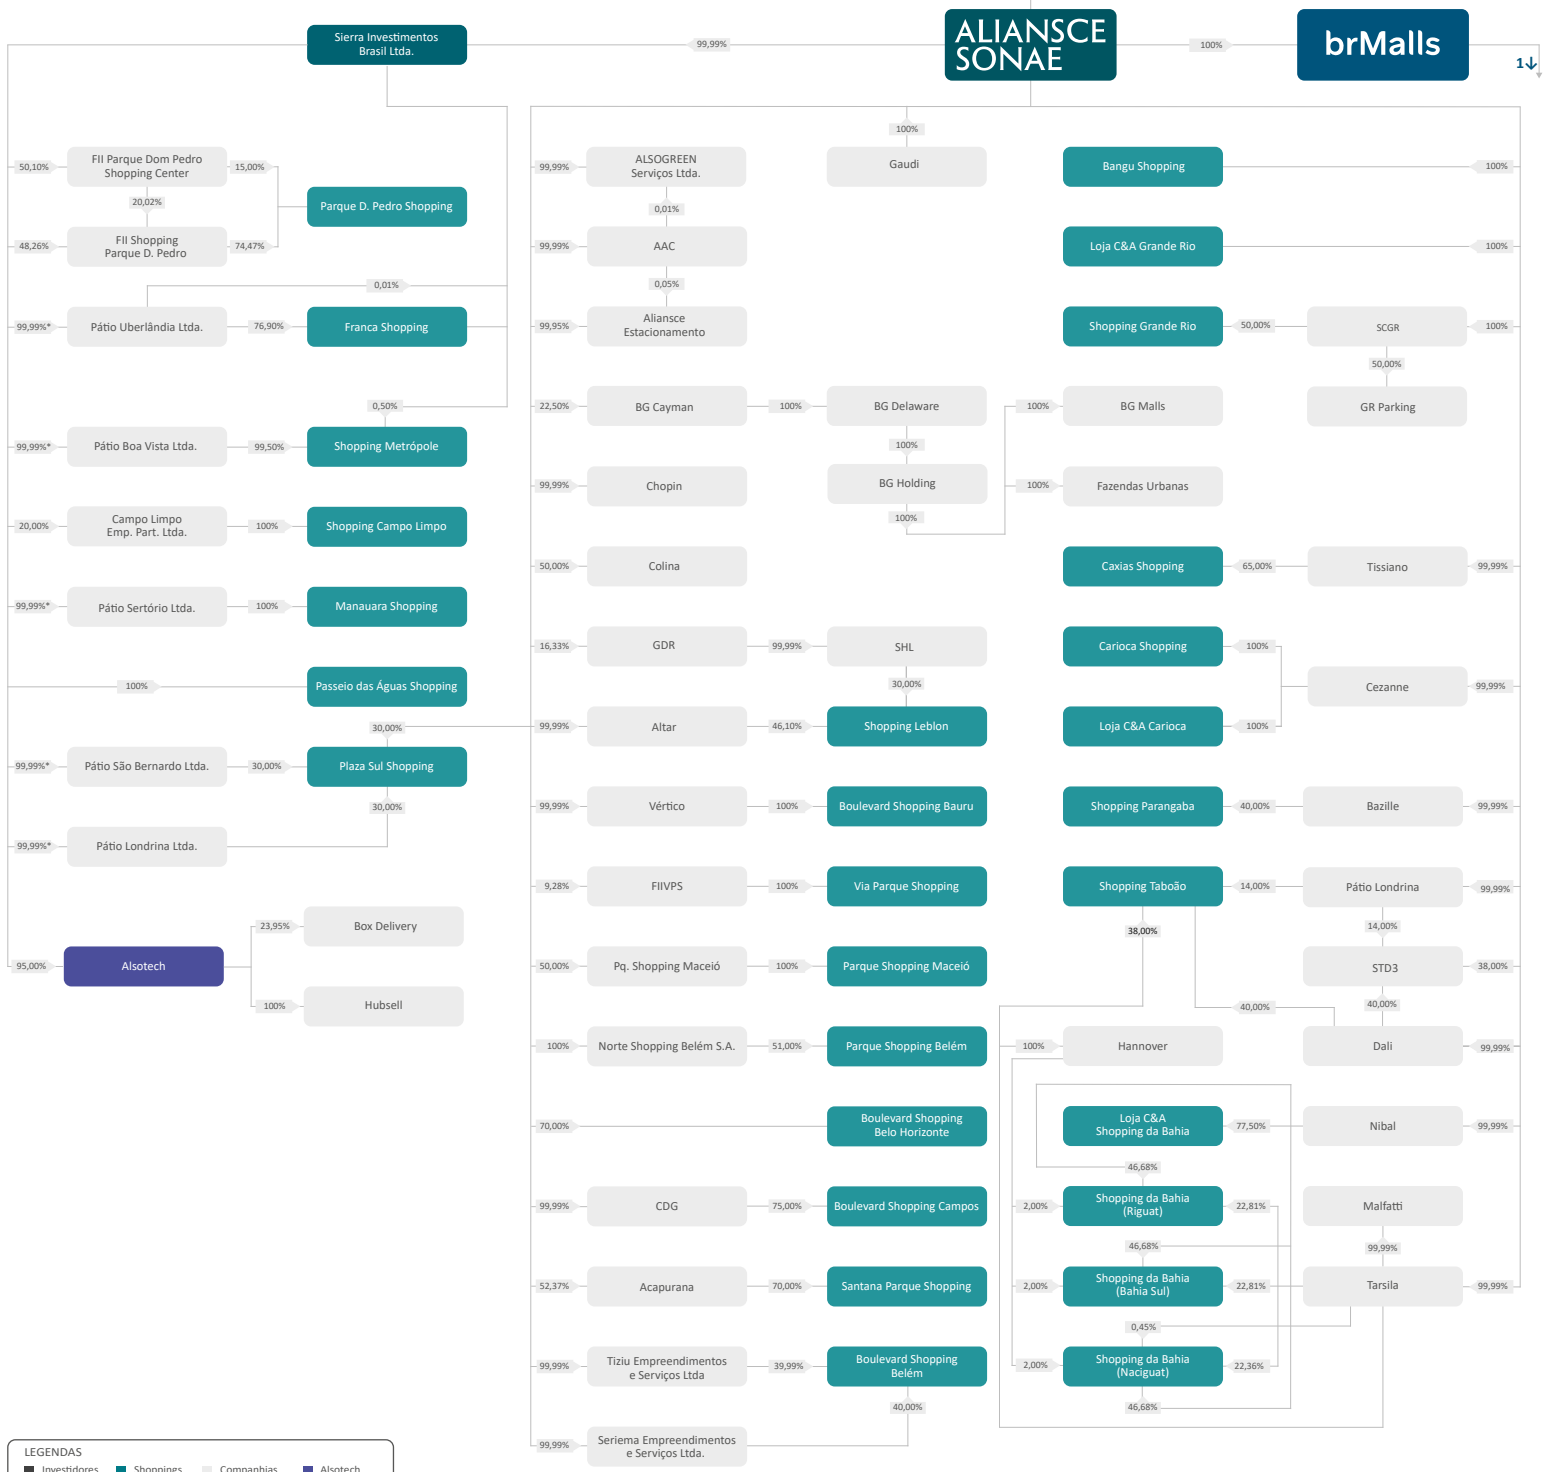 Sierra Investimentos
Brasil Ltda.
99,99%
ALIANSCE
SONAE
100%
brMalls
1↓
50,10%
FII Parque Dom Pedro
Shopping Center
15,00%
20,02%
Parque D. Pedro Shopping
48,26%
FII Shopping
Parque D. Pedro
74,47%
0,01%
99,99%*
Pátio Uberlândia Ltda.
76,90%
Franca Shopping
0,50%
99,99%*
Pátio Boa Vista Ltda.
99,50%
Shopping Metrópole
20,00%
Campo Limpo
Emp. Part. Ltda.
100%
Shopping Campo Limpo
99,99%*
Pátio Sertório Ltda.
100%
Manauara Shopping
100%
Passeio das Águas Shopping
30,00%
99,99%*
Pátio São Bernardo Ltda.
30,00%
Plaza Sul Shopping
30,00%
99,99%*
Pátio Londrina Ltda.
23,95%
Box Delivery
95,00%
Alsotech
100%
Hubsell
99,99%
ALSOGREEN
Serviços Ltda.
0,01%
99,99%
AAC
0,05%
99,95%
Aliansce
Estacionamento
100%
Gaudi
22,50%
BG Cayman
100%
BG Delaware
100%
BG Holding
100%
100%
BG Malls
100%
Fazendas Urbanas
99,99%
Chopin
50,00%
Colina
16,33%
GDR
99,99%
SHL
30,00%
99,99%
Altar
46,10%
Shopping Leblon
99,99%
Vértico
100%
Boulevard Shopping Bauru
9,28%
FIIVPS
100%
Via Parque Shopping
50,00%
Pq. Shopping Maceió
100%
Parque Shopping Maceió
100%
Norte Shopping Belém S.A.
51,00%
Parque Shopping Belém
70,00%
Boulevard Shopping
Belo Horizonte
99,99%
CDG
75,00%
Boulevard Shopping Campos
52,37%
Acapurana
70,00%
Santana Parque Shopping
99,99%
Tiziu Empreendimentos
e Serviços Ltda
39,99%
Boulevard Shopping
Belém
40,00%
99,99%
Seriema Empreendimentos
e Serviços Ltda.
Bangu Shopping
100%
Loja C&A Grande Rio
100%
Shopping Grande Rio
50,00%
SCGR
100%
50,00%
GR Parking
Caxias Shopping
65,00%
Tissiano
99,99%
Carioca Shopping
100%
Cezanne
99,99%
Loja C&A Carioca
100%
Shopping Parangaba
40,00%
Bazille
99,99%
Shopping Taboão
14,00%
Pátio Londrina
99,99%
38,00%
14,00%
STD3
38,00%
40,00%
40,00%
100%
Hannover
Dali
99,99%
Loja C&A
Shopping da Bahia
77,50%
Nibal
99,99%
46,68%
2,00%
Shopping da Bahia
(Riguat)
22,81%
Malfatti
46,68%
99,99%
2,00%
Shopping da Bahia
(Bahia Sul)
22,81%
Tarsila
99,99%
0,45%
2,00%
Shopping da Bahia
(Naciguat)
22,36%
46,68%
LEGENDAS
Investidores Shoppings Companhias Alsotech